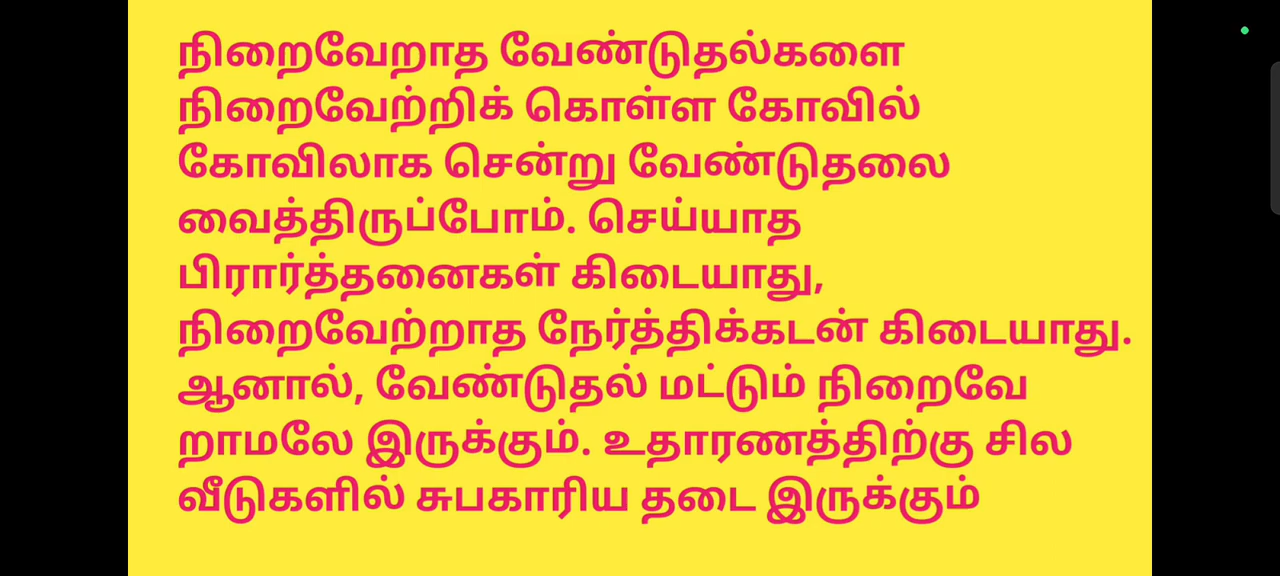 நிறைவேறாத வேண்டுதல்களை
நிறைவேற்றிக் கொள்ள கோவில்
கோவிலாக சென்று வேண்டுதலை
வைத்திருப்போம். செய்யாத
பிரார்த்தனைகள் கிடையாது,
நிறைவேற்றாத நேர்த்திக்கடன் கிடையாது.
ஆனால், வேண்டுதல் மட்டும் நிறைவே
றாமலே இருக்கும். உதாரணத்திற்கு சில
வீடுகளில் சுபகாரிய தடை இருக்கும்